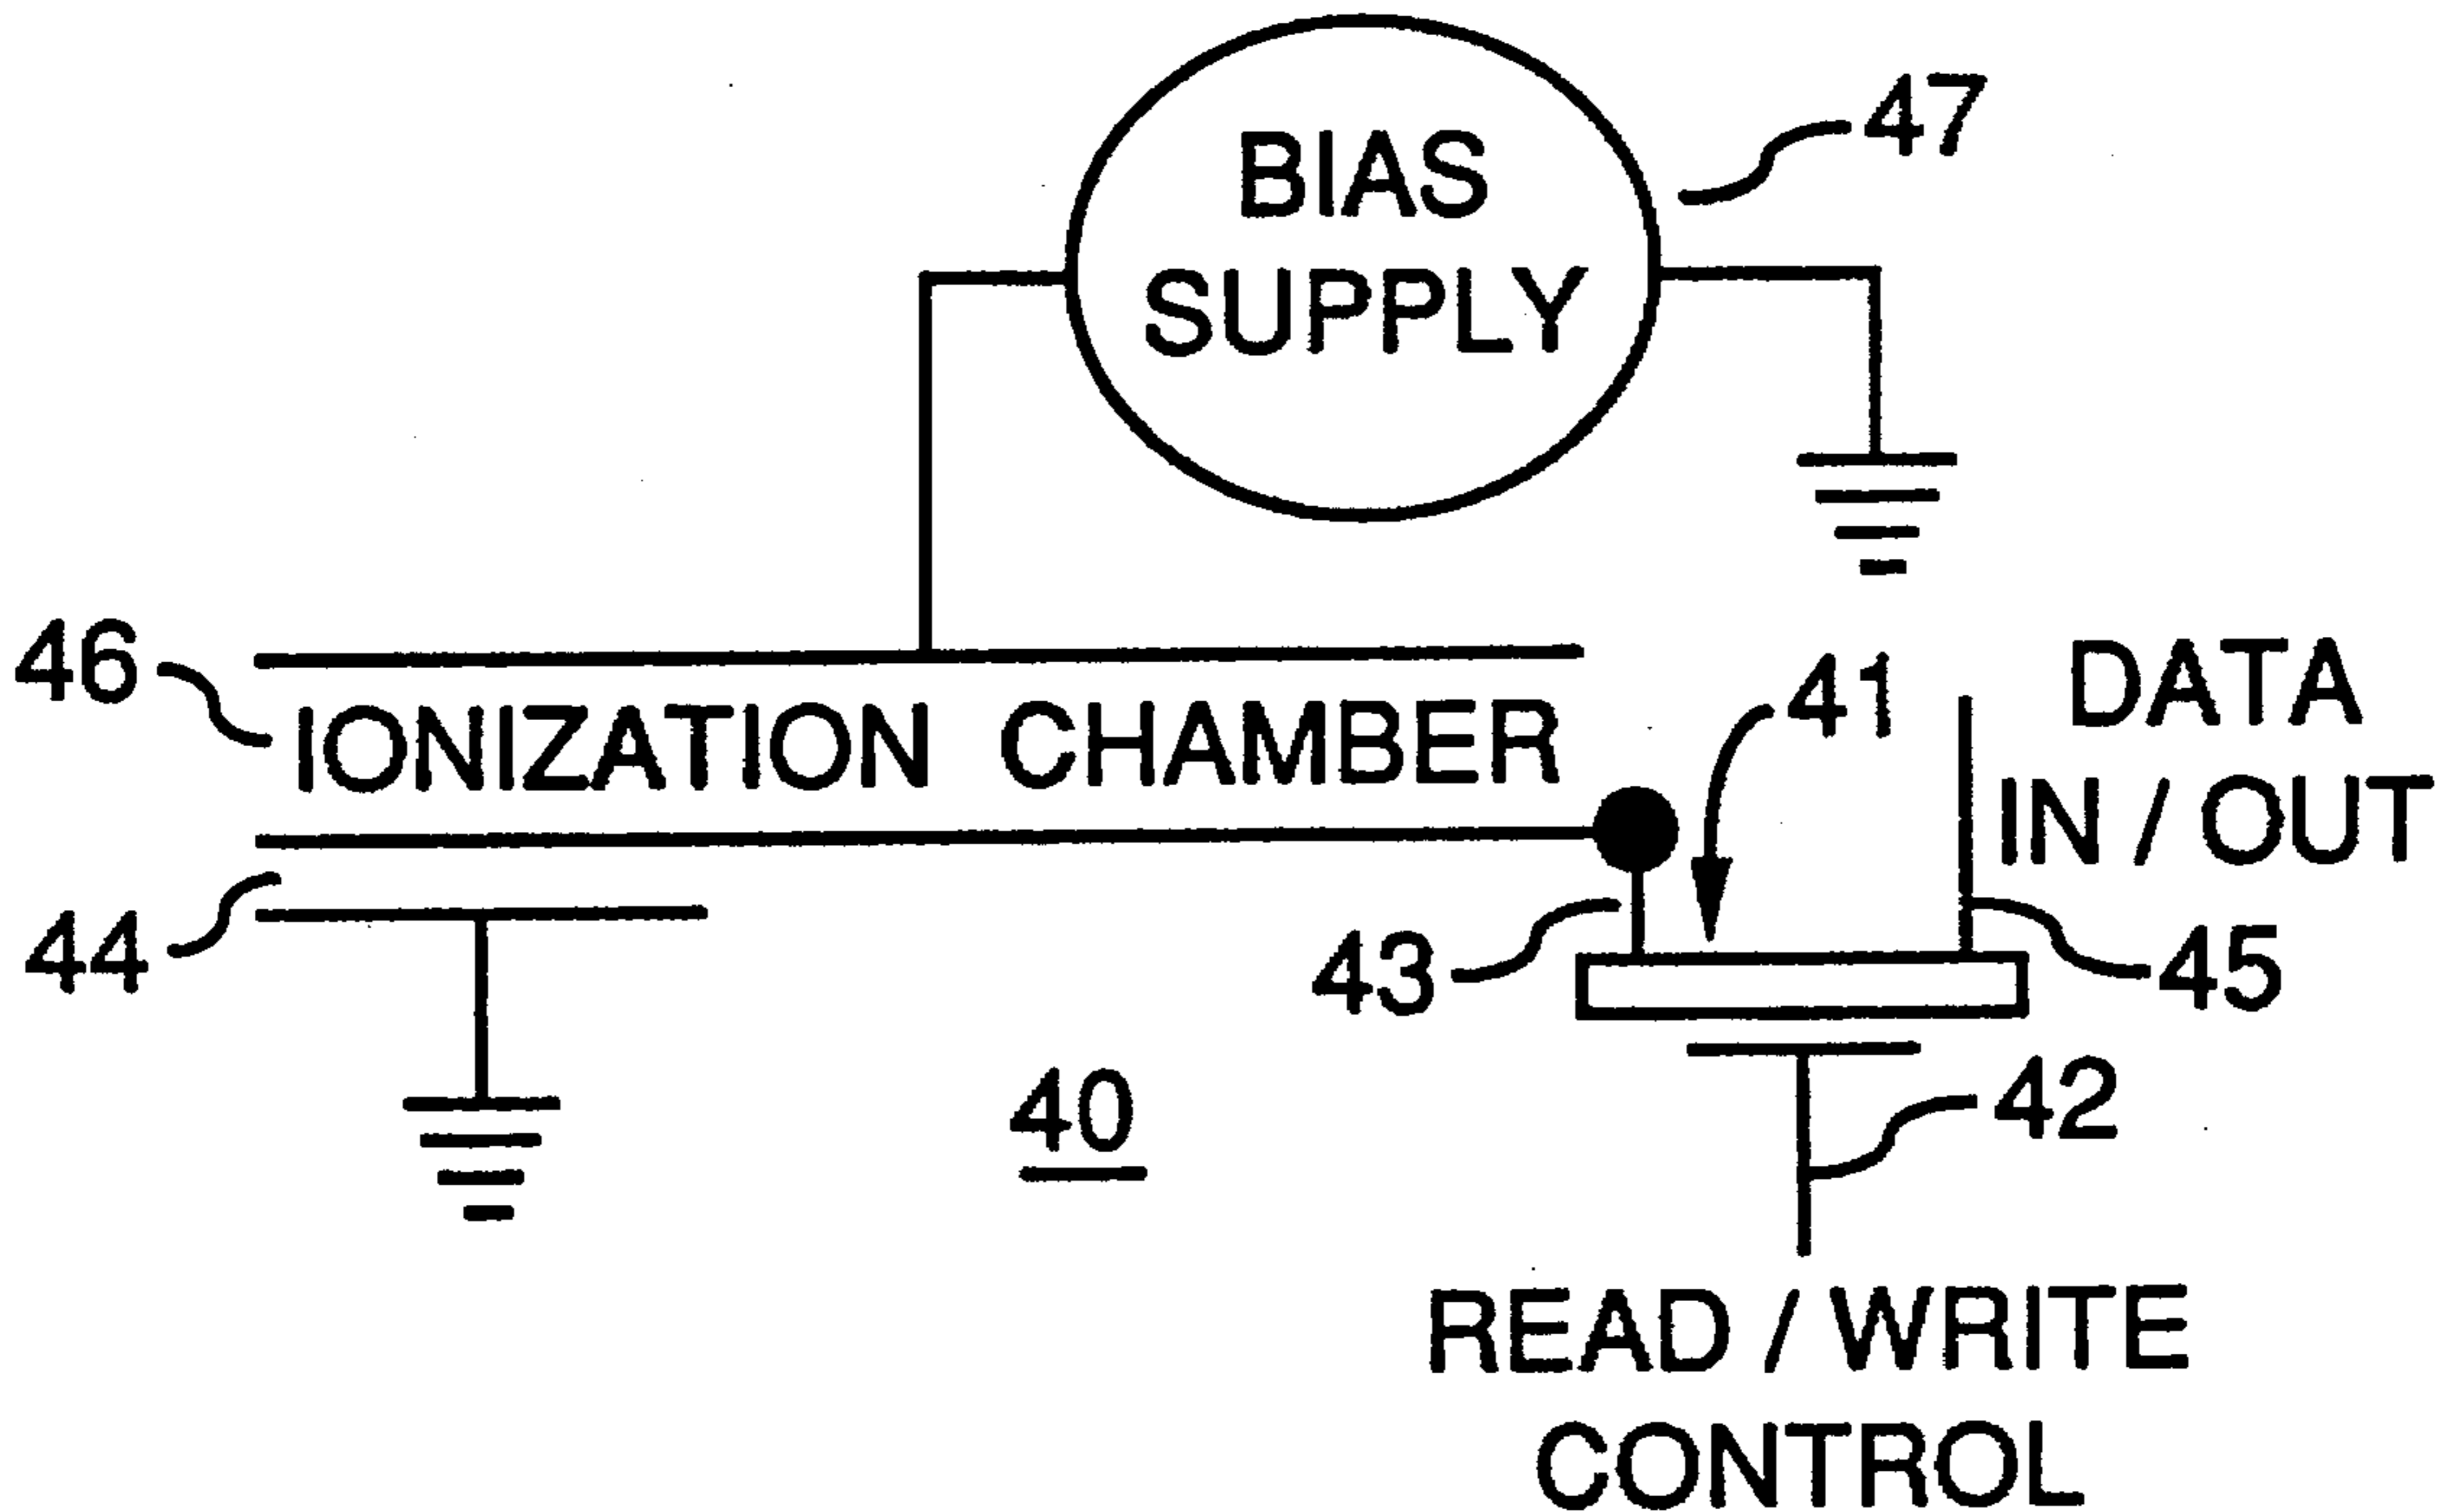 BIAS
SUPPLY
47
46
IONIZATION CHAMBER
41
DATA
IN / OUT
44
43
45
40
42
READ / WRITE
CONTROL